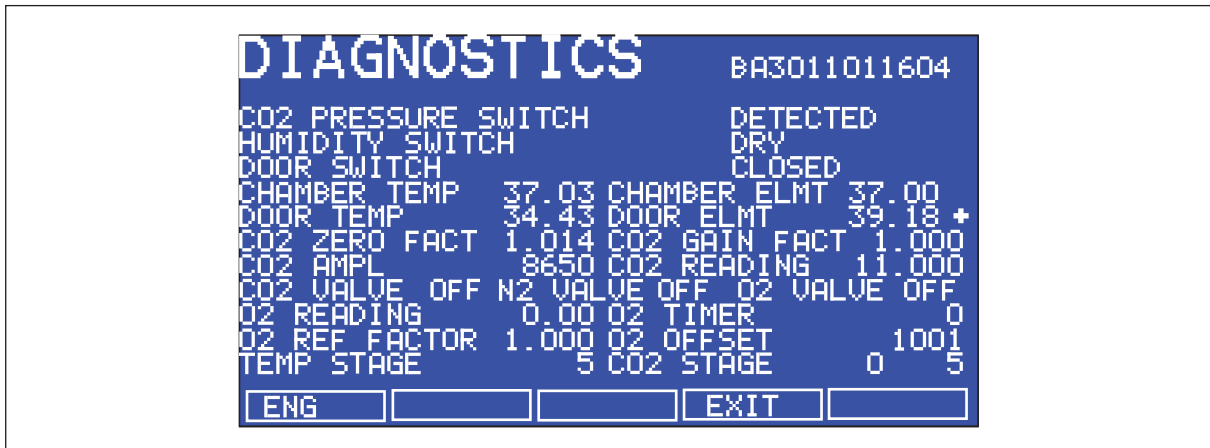 DIAGNOSTICS BA3011011604
CO2 PRESSURE SWITCH DETECTED
HUMIDITY SWITCH DRY
DOOR SWITCH CLOSED
CHAMBER TEMP 37.03 CHAMBER ELMT 37.00
DOOR TEMP 34.43 DOOR ELMT 39.18 +
CO2 ZERO FACT 1.014 CO2 GAIN FACT 1.000
CO2 AMPL 8650 CO2 READING 11.000
CO2 VALVE OFF N2 VALVE OFF O2 VALVE OFF
O2 READING 0.00 O2 TIMER 0
O2 REF FACTOR 1.000 O2 OFFSET 1001
TEMP STAGE 5 CO2 STAGE 0 5
ENG EXIT